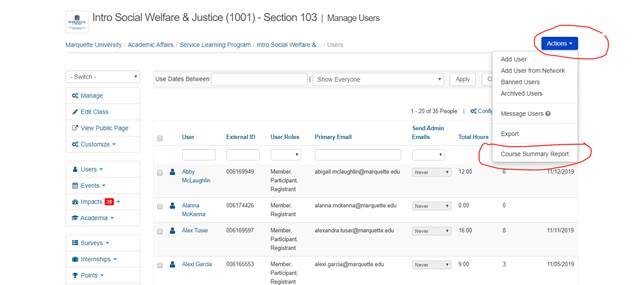 Intro Social Welfare & Justice (1001) - Section 103 | Manage Users
Marquette University / Academic Affairs / Service Learning Program / Intro Social Welfare &... / Users
Actions
Add User
Add User from Network
Banned Users
Archived Users
Message Users
Export
Course Summary Report
- Switch -
Manage
Edit Class
View Public Page
Customize
Users
Events
Impacts 28
Academia
Surveys
Internships
Points
Use Dates Between | Show Everyone Apply
1 - 20 of 35 People |
User External ID User Roles Primary Email Send Admin Emails Total Hours
Abby McLaughlin 006169949 Member, Participant, Registrant abigail.mclaughlin@marquette.edu Never 12.00 6 11/12/2019
Alanna McKenna 006174426 Member, Participant, Registrant alanna.mckenna@marquette.edu Never 0.00 0
Alex Tuser 006169597 Member, Participant, Registrant alexandra.tuser@marquette.edu Never 16.00 8 11/11/2019
Alexi Garcia 006165553 Member, Participant, Registrant alexi.garcia@marquette.edu Never 9.00 3 11/05/2019